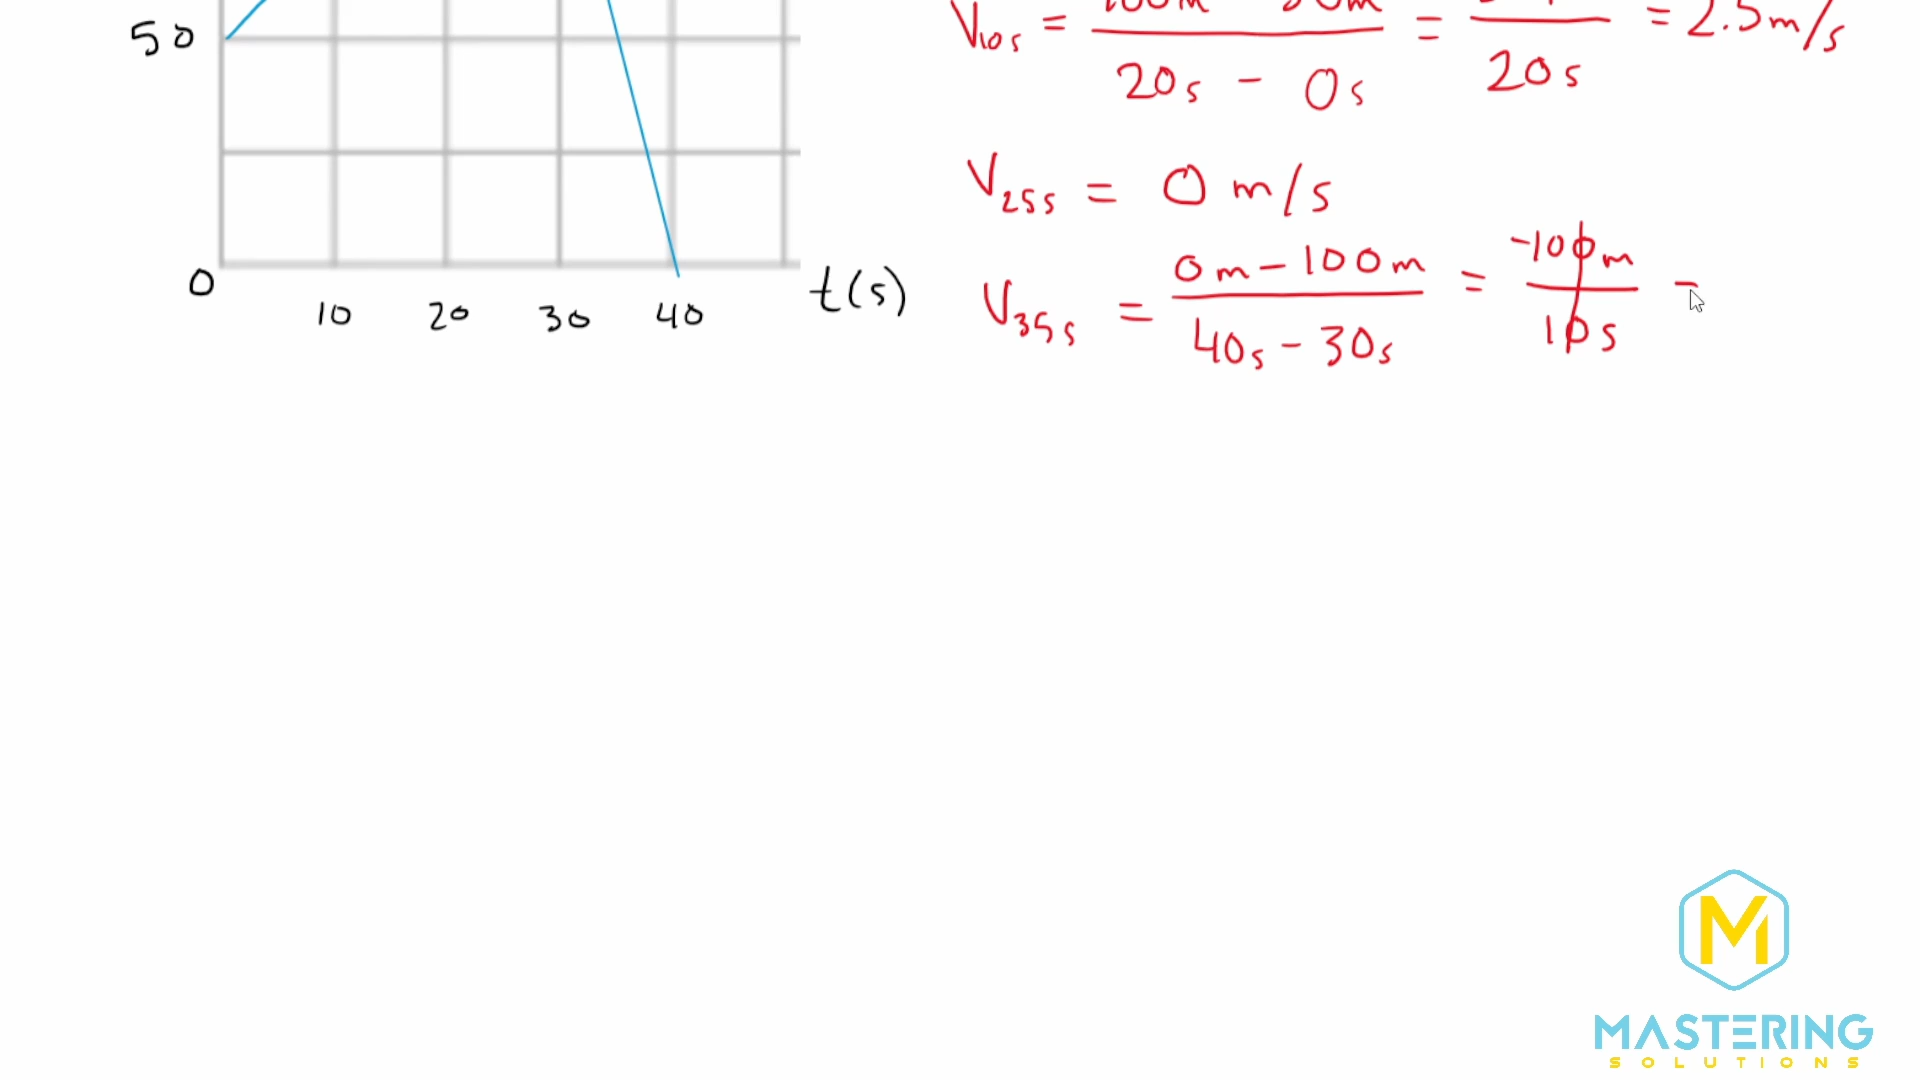 50
0
10 20 30 40
t(s)
V10s = 20s - 0s = 20s = 2.5m/s
V25s = 0 m/s
V35s = 0m - 100m / 40s - 30s = -100m / 10s =
M
MASTERING
SOLUTIONS